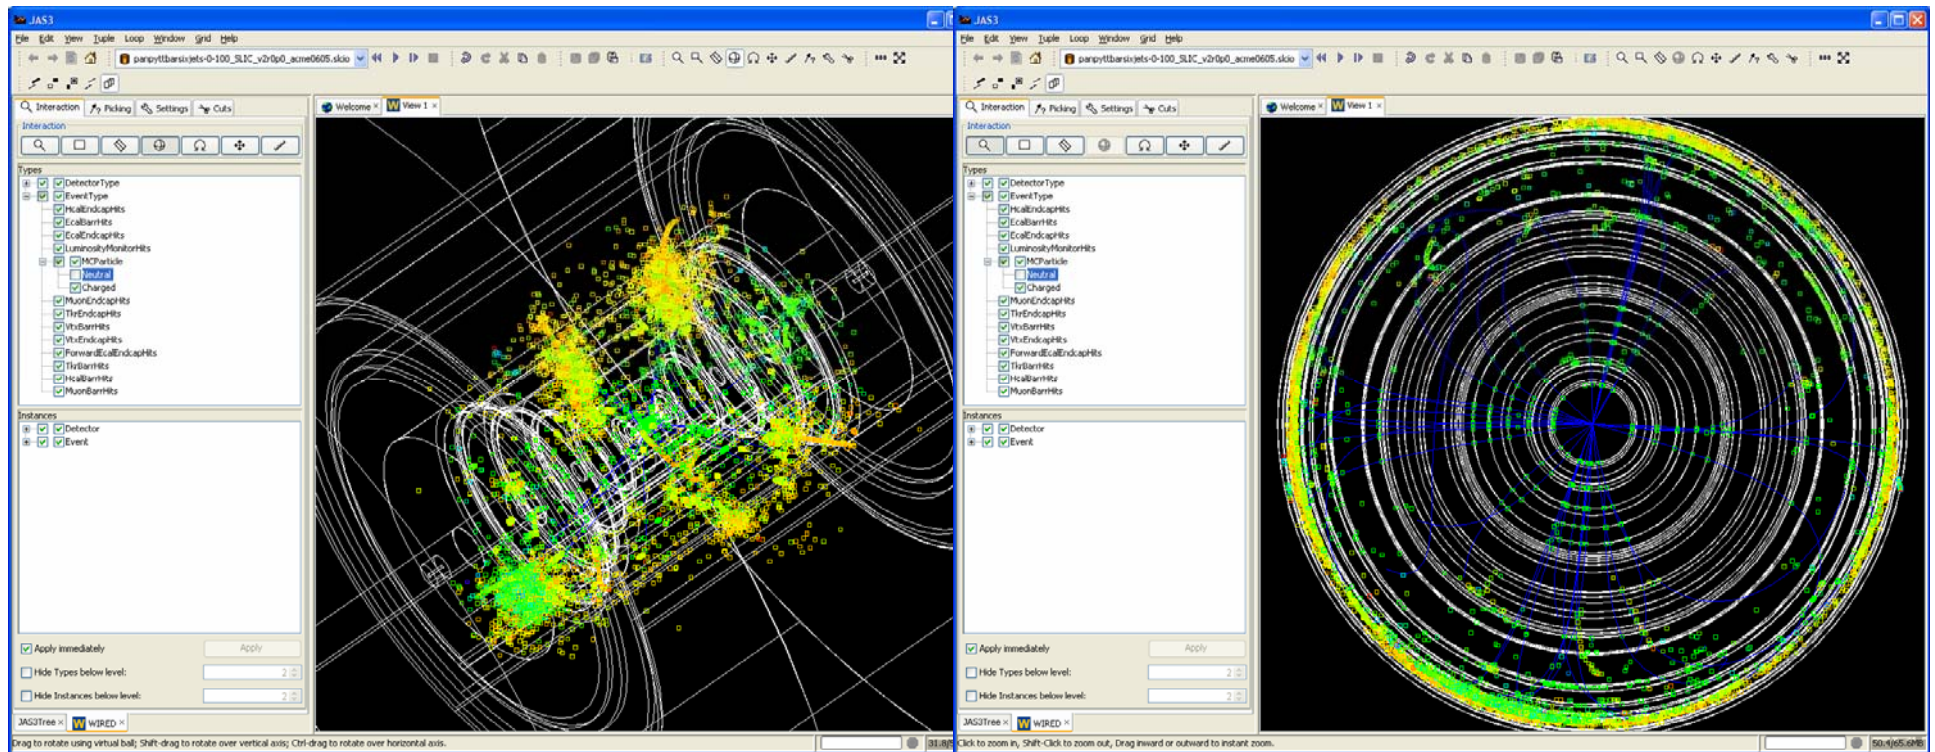 JAS3
File Edit View Tuple Loop Window Grid Help
panpyttbarsixjets-0-100_SLIC_v2r0p0_acme0605.slcio
Interaction Picking Settings Cuts
Welcome View 1
Interaction
Types
DetectorType
EventType
HcalEndcapHits
EcalBarrHits
EcalEndcapHits
LuminosityMonitorHits
MCParticle
Neutral
Charged
MuonEndcapHits
TkrEndcapHits
VtxBarrHits
VtxEndcapHits
ForwardEcalEndcapHits
TkrBarrHits
HcalBarrHits
MuonBarrHits
Instances
Detector
Event
Apply immediately Apply
Hide Types below level: 2
Hide Instances below level: 2
JAS3Tree WIRED
Drag to rotate using virtual ball; Shift-drag to rotate over vertical axis; Ctrl-drag to rotate over horizontal axis.
JAS3
File Edit View Tuple Loop Window Grid Help
panpyttbarsixjets-0-100_SLIC_v2r0p0_acme0605.slcio
Interaction Picking Settings Cuts
Welcome View 1
Interaction
Types
DetectorType
EventType
HcalEndcapHits
EcalBarrHits
EcalEndcapHits
LuminosityMonitorHits
MCParticle
Neutral
Charged
MuonEndcapHits
TkrEndcapHits
VtxBarrHits
VtxEndcapHits
ForwardEcalEndcapHits
TkrBarrHits
HcalBarrHits
MuonBarrHits
Instances
Detector
Event
Apply immediately Apply
Hide Types below level: 2
Hide Instances below level: 2
JAS3Tree WIRED
Click to zoom in, Shift-Click to zoom out, Drag inward or outward to instant zoom.